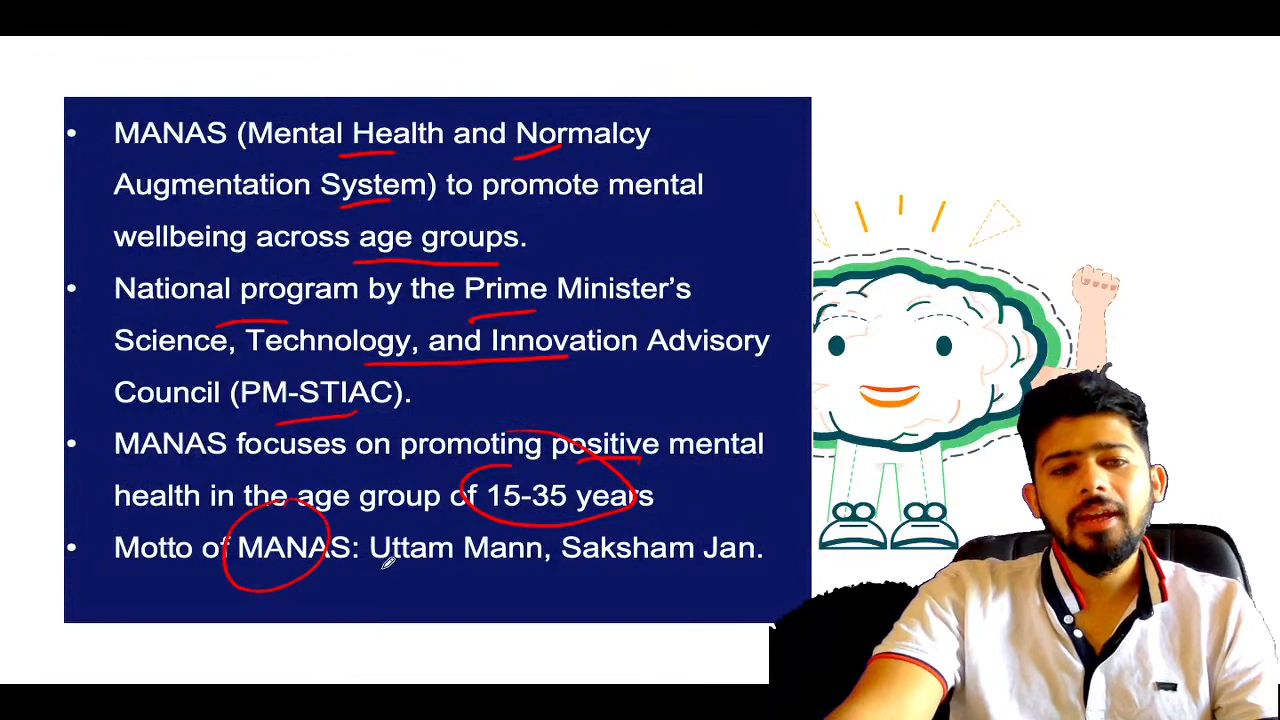 • MANAS (Mental Health and Normalcy
Augmentation System) to promote mental
wellbeing across age groups.
• National program by the Prime Minister’s
Science, Technology, and Innovation Advisory
Council (PM-STIAC).
• MANAS focuses on promoting positive mental
health in the age group of 15-35 years
• Motto of MANAS: Uttam Mann, Saksham Jan.